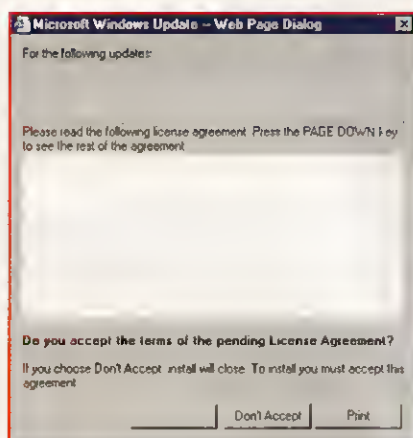 Microsoft Windows Update -- Web Page Dialog
For the following updates:
Please read the following license agreement. Press the PAGE DOWN key
to see the rest of the agreement
Do you accept the terms of the pending License Agreement?
If you choose Don't Accept install will close. To install you must accept this
agreement
Don't Accept Print